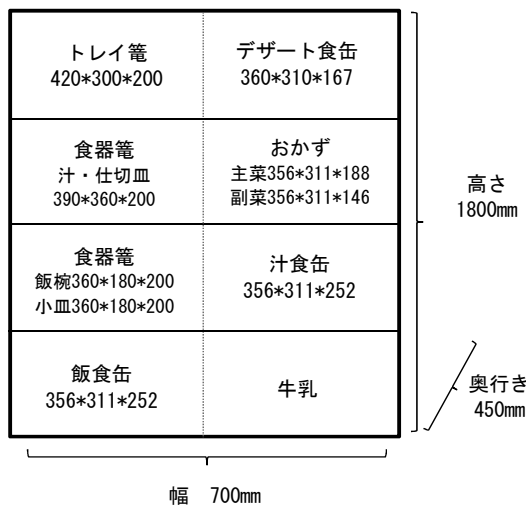 トレイ篭
420*300*200
デザート食缶
360*310*167
食器篭
汁・仕切皿
390*360*200
おかず
主菜356*311*188
副菜356*311*146
食器篭
飯椀360*180*200
小皿360*180*200
汁食缶
356*311*252
飯食缶
356*311*252
牛乳
高さ
1800mm
奥行き
450mm
幅　700mm